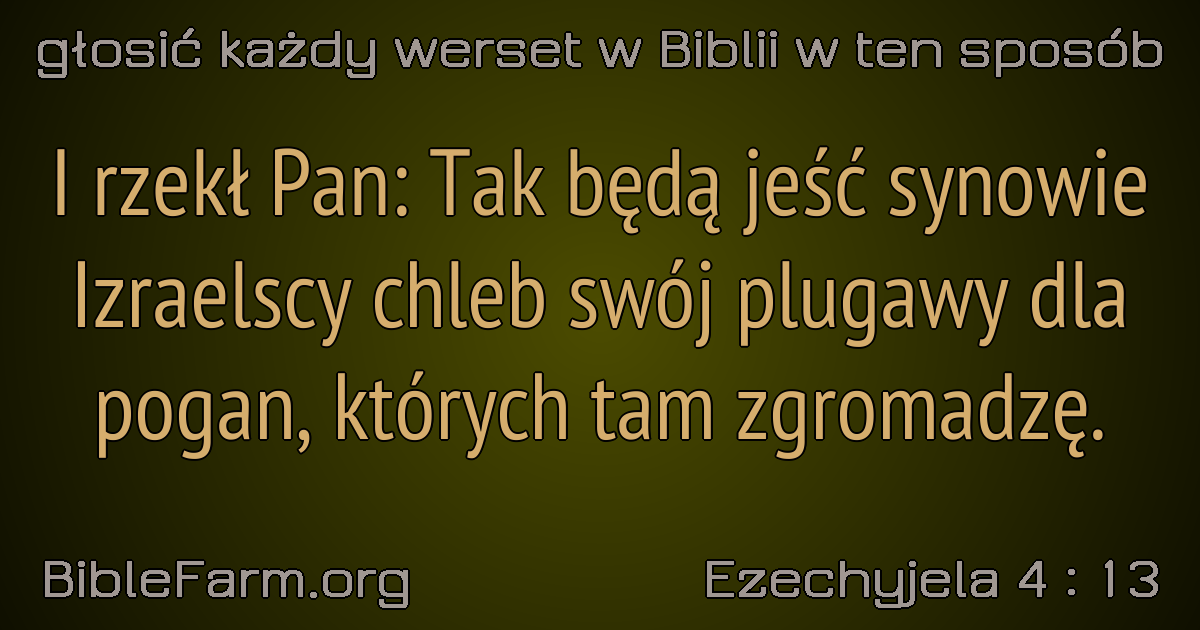 głosić każdy werset w Biblii w ten sposób
I rzekł Pan: Tak będą jeść synowie
Izraelscy chleb swój plugawy dla
pogan, których tam zgromadzę.
BibleFarm.org
Ezechyjela 4 : 13